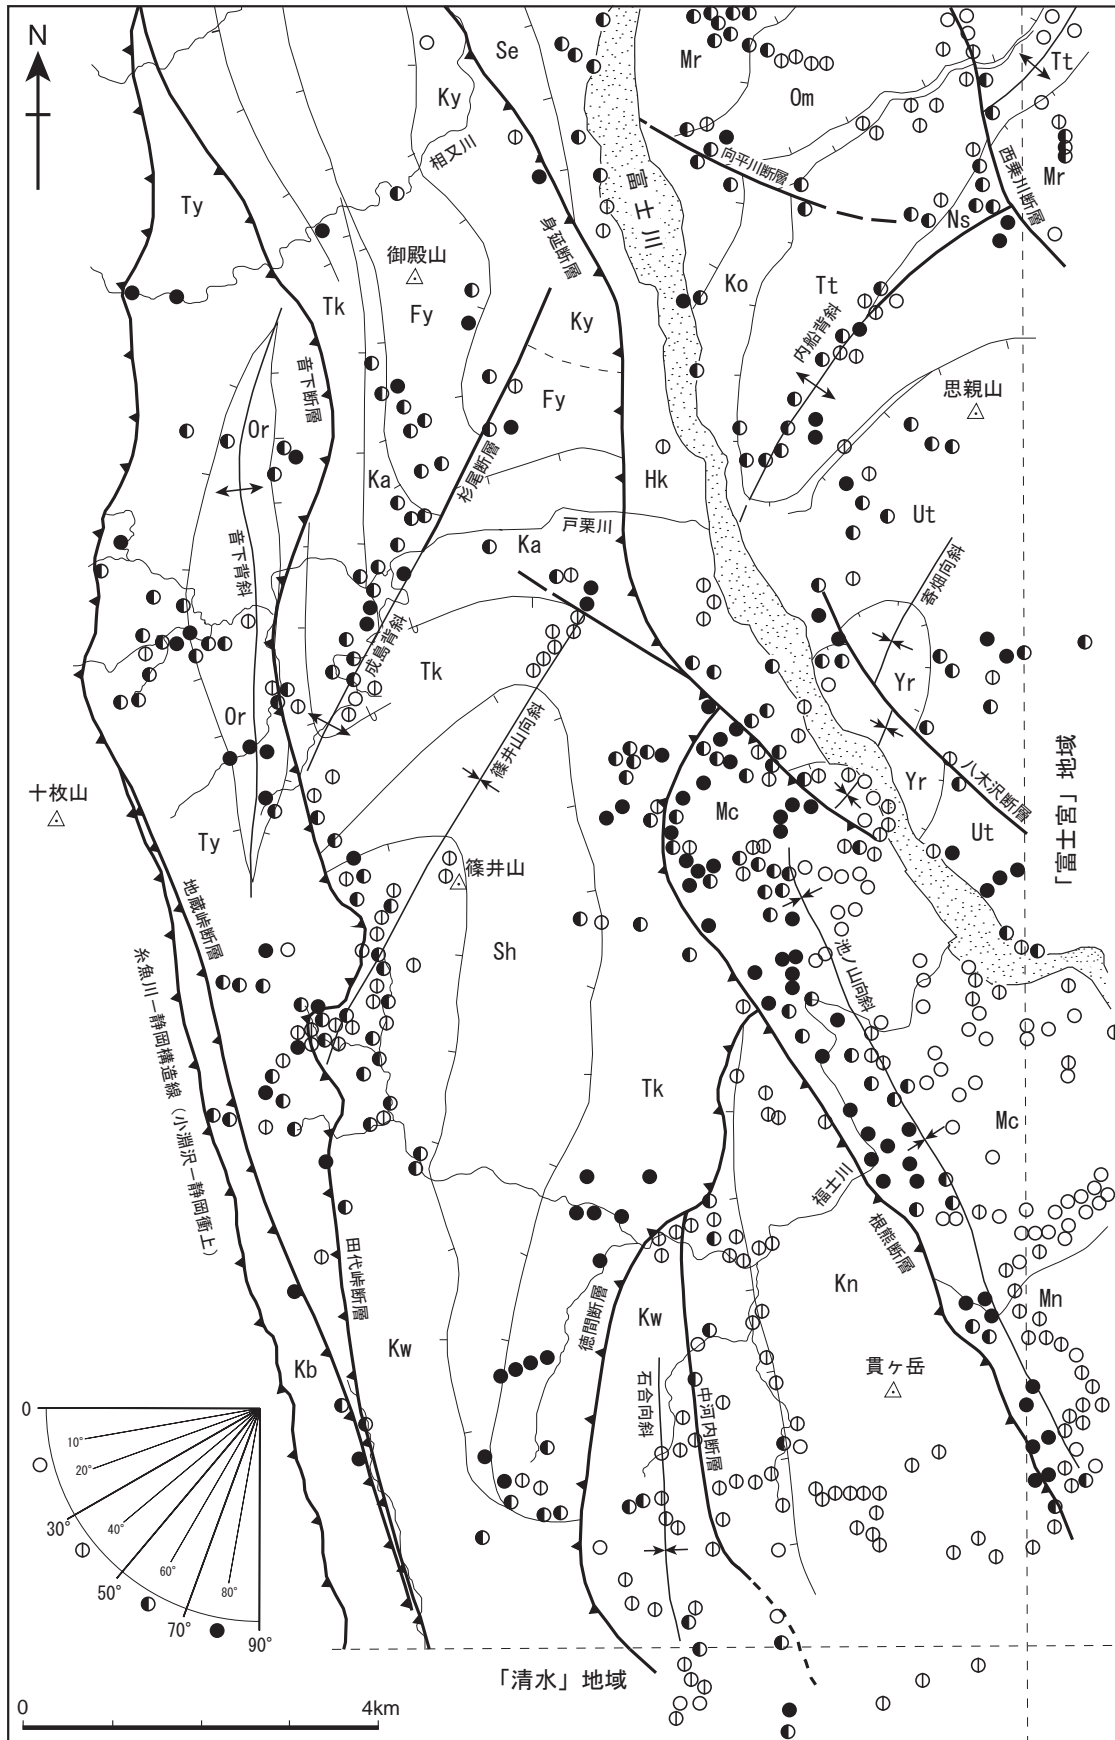 N
Se
Mr
Om
Tt
Ky
相又川
向平川断層
西乗川断層
Mr
Ty
富士川
Ns
身延断層
御殿山
Tk
Fy
Ky
Ko
Tt
内船背斜
音下断層
Fy
思親山
Or
Ka
杉尾断層
Hk
戸栗川
Ka
Ut
音下背斜
寄畑向斜
成島背斜
Tk
Yr
Or
篠井山向斜
八木沢断層
「富士宮」地域
十枚山
Mc
Yr
Ut
Ty
篠井山
地蔵峠断層
Sh
池ノ山向斜
糸魚川－静岡構造線（小淵沢－静岡衝上）
Tk
Mc
福士川
根熊断層
田代峠断層
徳間断層
Kn
Mn
Kw
Kw
Kb
石合向斜
中河内断層
貫ヶ岳
0
10°
20°
30°
40°
50°
60°
70°
80°
90°
「清水」地域
0
4km